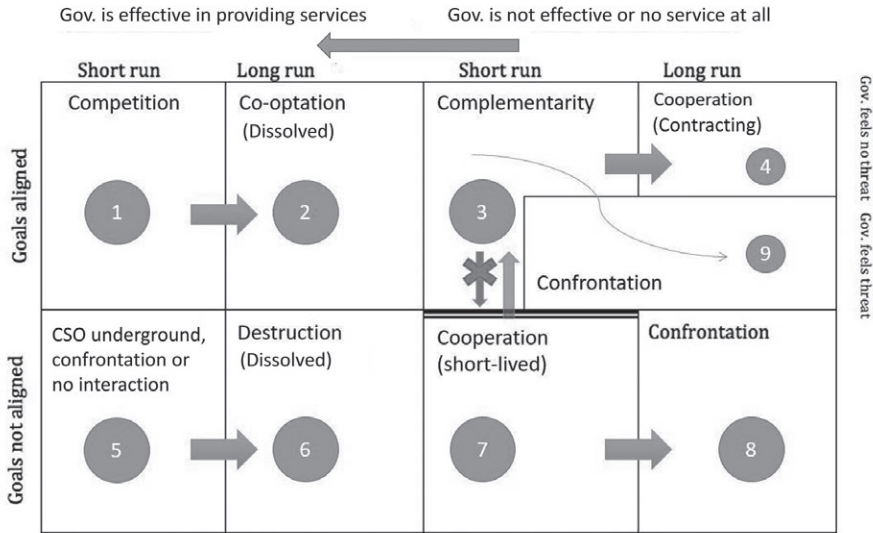 Gov. is effective in providing services
Gov. is not effective or no service at all
Short run
Long run
Short run
Long run
Goals aligned
Competition
1
Co-optation
(Dissolved)
2
Complementarity
3
Cooperation
(Contracting)
4
Confrontation
9
Gov. feels no threat
Gov. feels threat
Goals not aligned
CSO underground,
confrontation or
no interaction
5
Destruction
(Dissolved)
6
Cooperation
(short-lived)
7
Confrontation
8